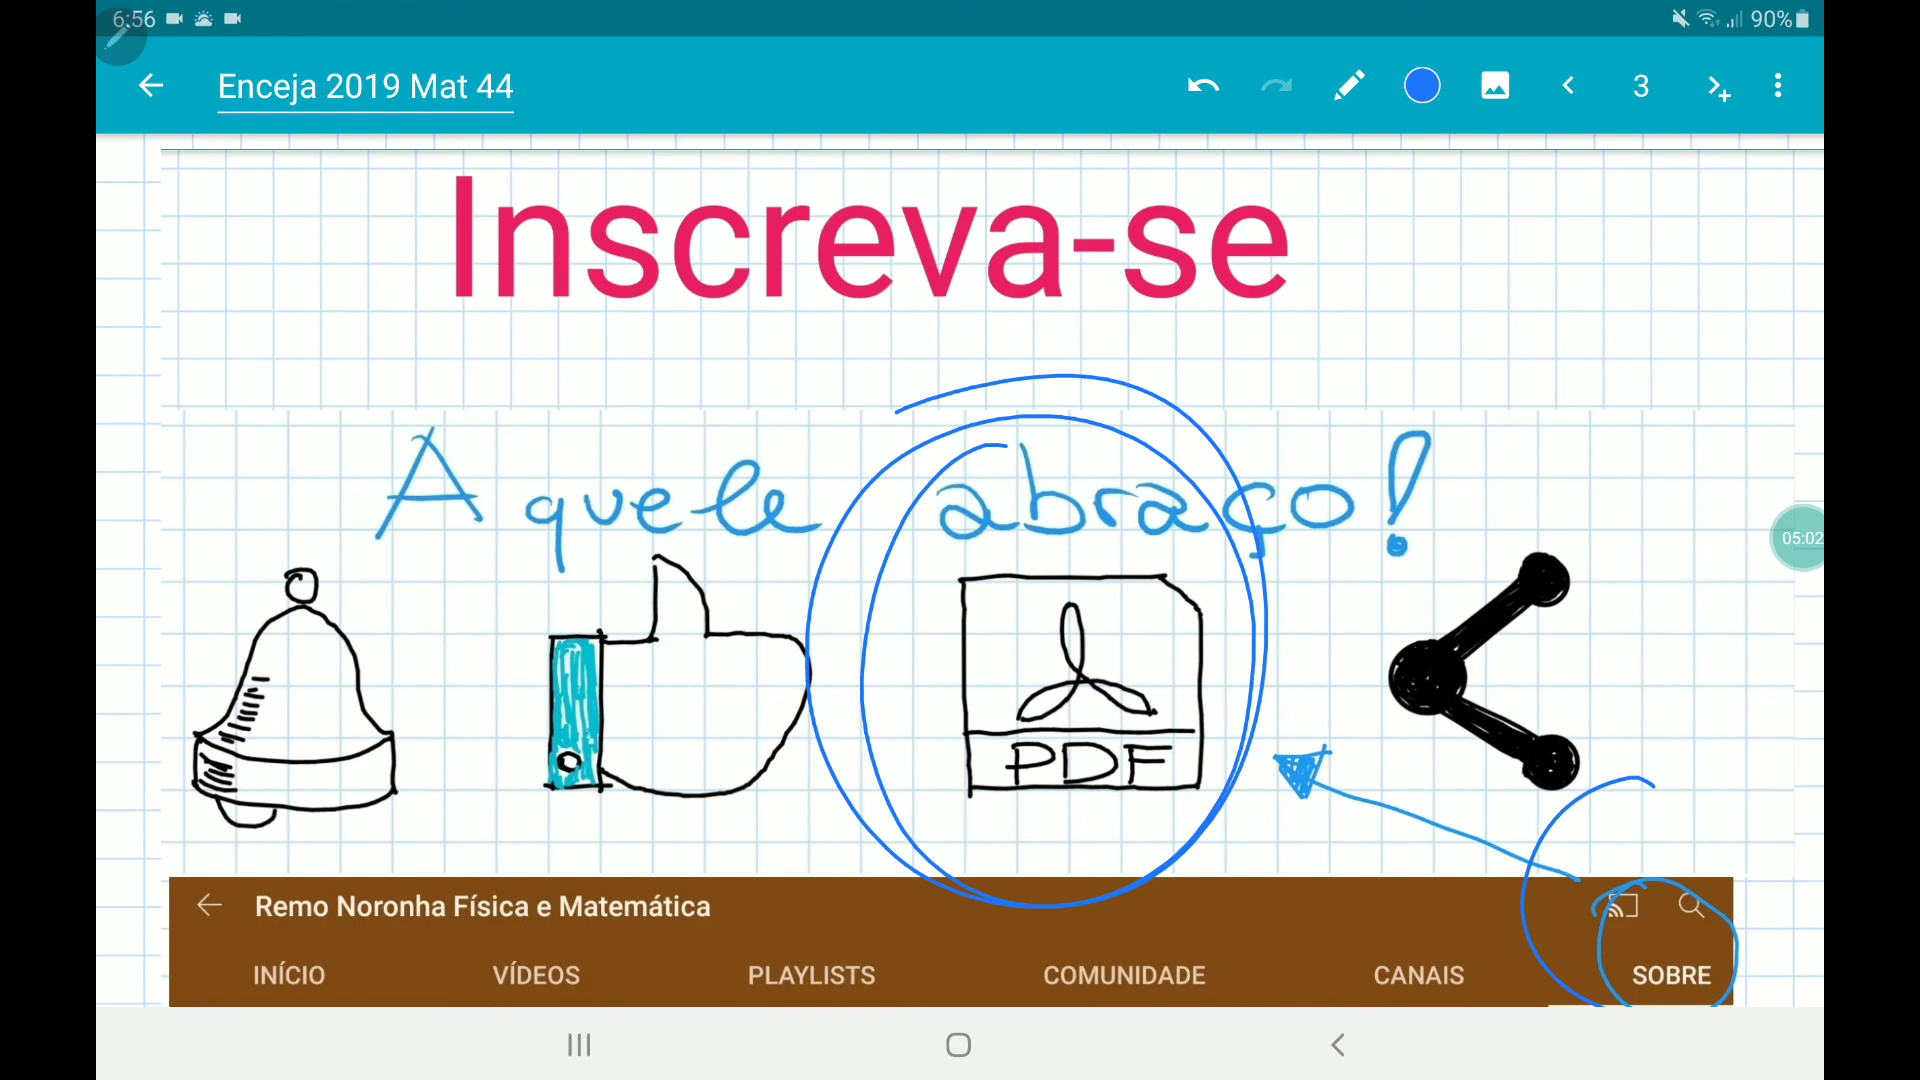 6:56 90%
Enceja 2019 Mat 44 3
Inscreva-se
Aquele abraço!
05:02
PDF
Remo Noronha Física e Matemática
INÍCIO VÍDEOS PLAYLISTS COMUNIDADE CANAIS SOBRE